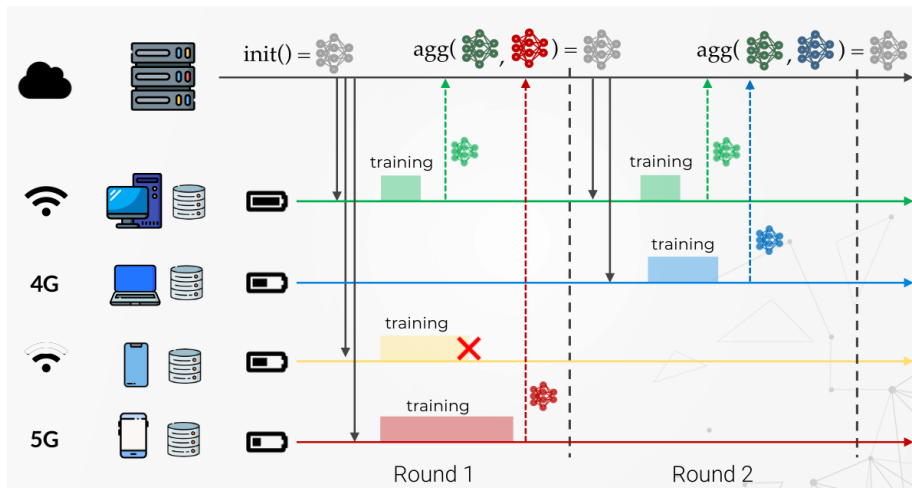 init() =
agg( , ) =
agg( , ) =
training
training
4G
training
training
5G
training
Round 1
Round 2